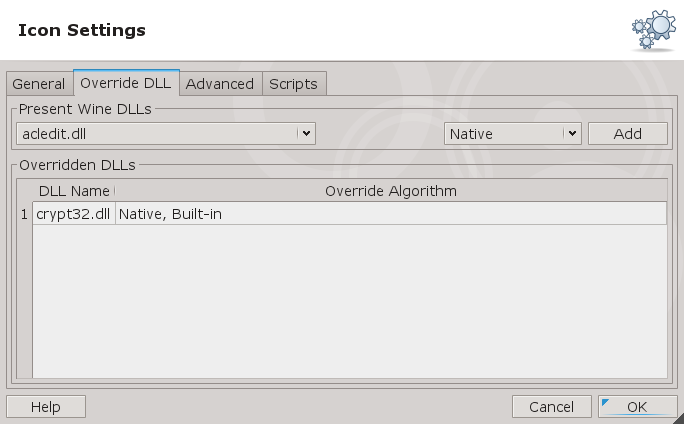 Icon Settings
General Override DLL Advanced Scripts
Present Wine DLLs
acledit.dll Native Add
Overridden DLLs
DLL Name Override Algorithm
1 crypt32.dll Native, Built-in
Help Cancel OK